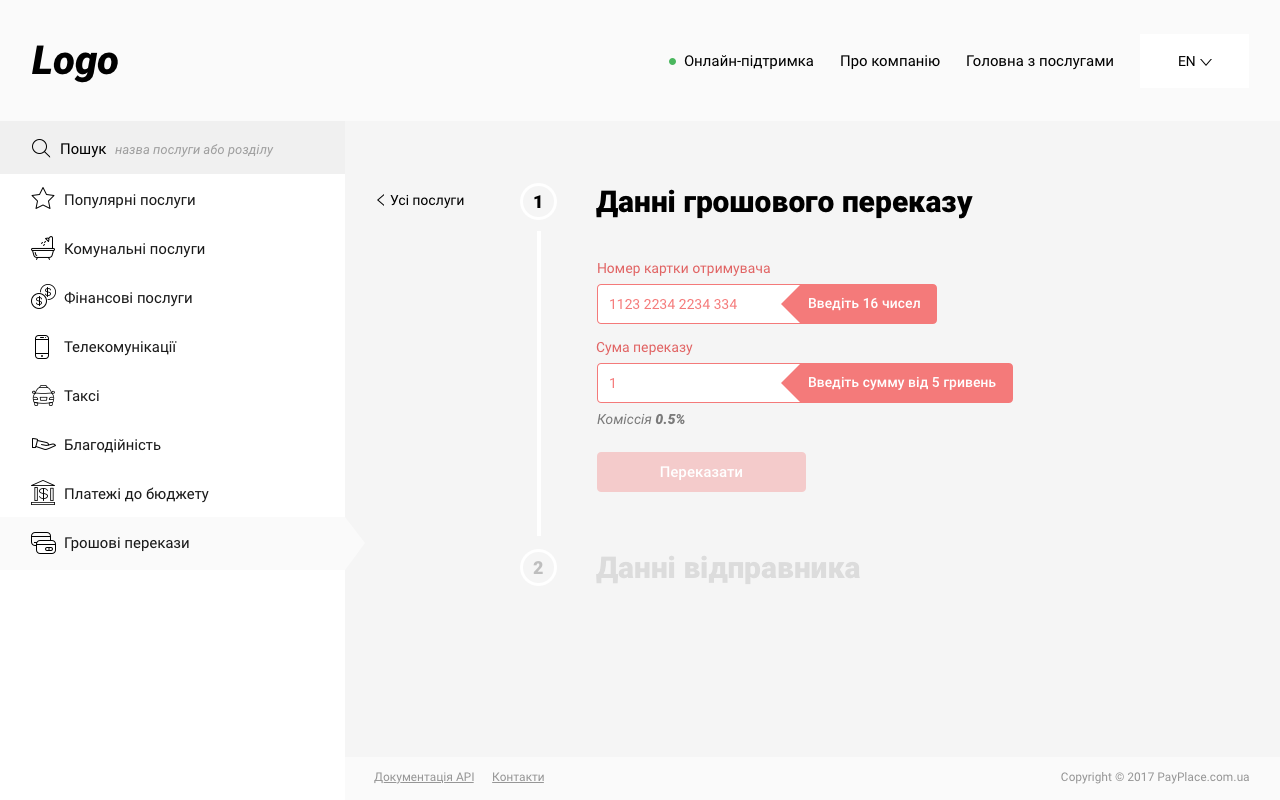 Logo
Онлайн-підтримка
Про компанію
Головна з послугами
EN
Пошук назва послуги або розділу
Популярні послуги
Комунальні послуги
Фінансові послуги
Телекомунікації
Таксі
Благодійність
Платежі до бюджету
Грошові перекази
Усі послуги
1
Данні грошового переказу
Номер картки отримувача
1123 2234 2234 334
Введіть 16 чисел
Сума переказу
1
Введіть сумму від 5 гривень
Коміссія 0.5%
Переказати
2
Данні відправника
Документація API
Контакти
Copyright © 2017 PayPlace.com.ua